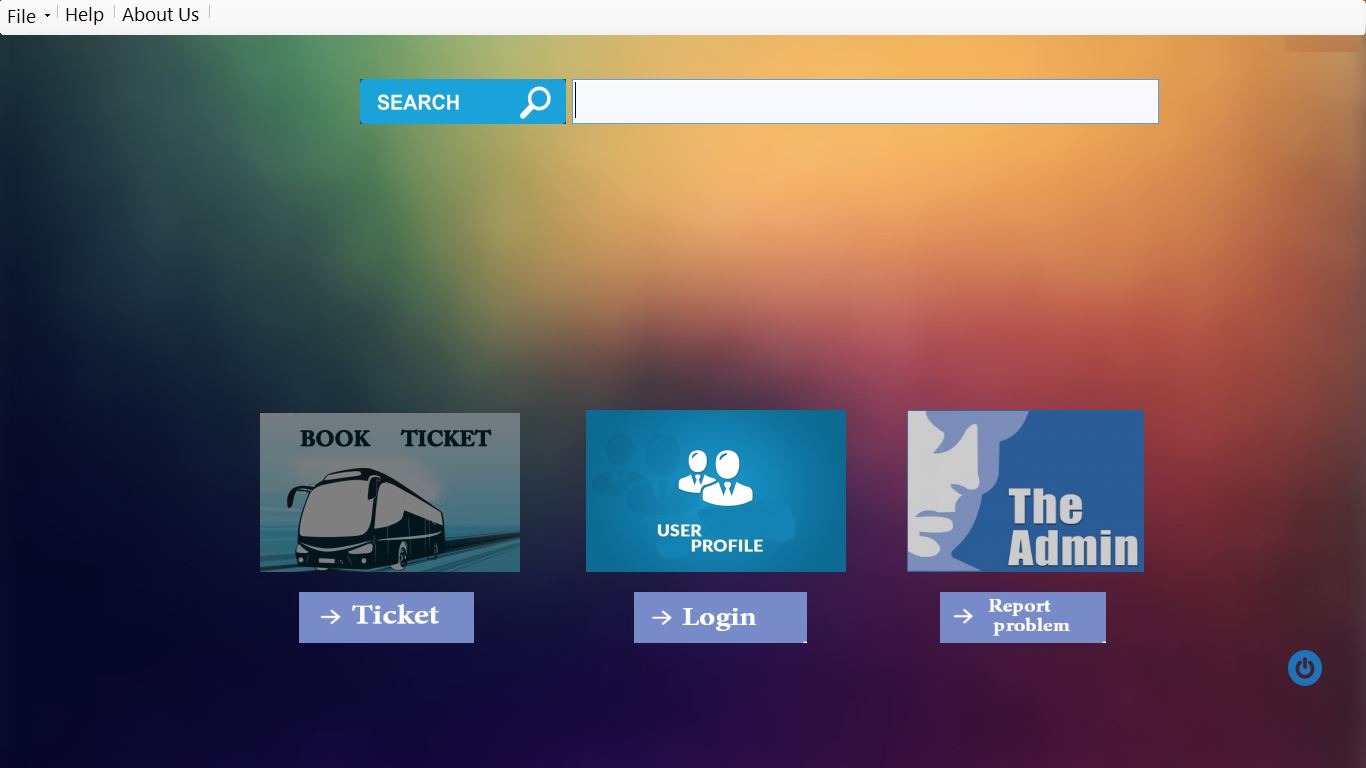 File Help About Us
SEARCH
BOOK TICKET
USER
PROFILE
The
Admin
Ticket
Login
Report
problem